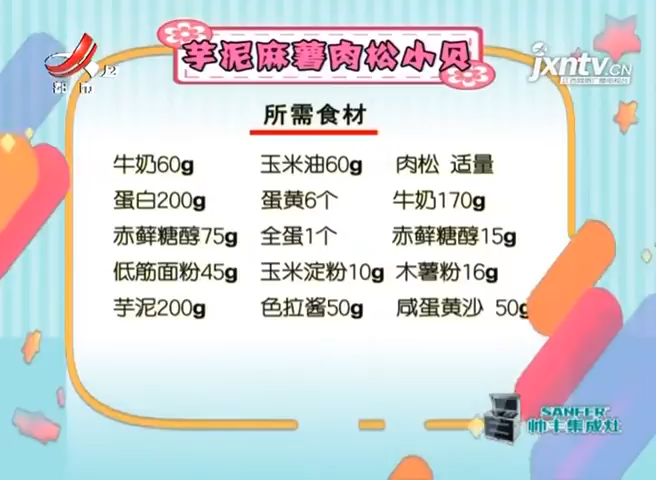 芋泥麻薯肉松小贝
jxntv.CN
所需食材
牛奶60g 玉米油60g 肉松 适量
蛋白200g 蛋黄6个 牛奶170g
赤藓糖醇75g 全蛋1个 赤藓糖醇15g
低筋面粉45g 玉米淀粉10g 木薯粉16g
芋泥200g 色拉酱50g 咸蛋黄沙 50g
SANFER
帅丰集成灶